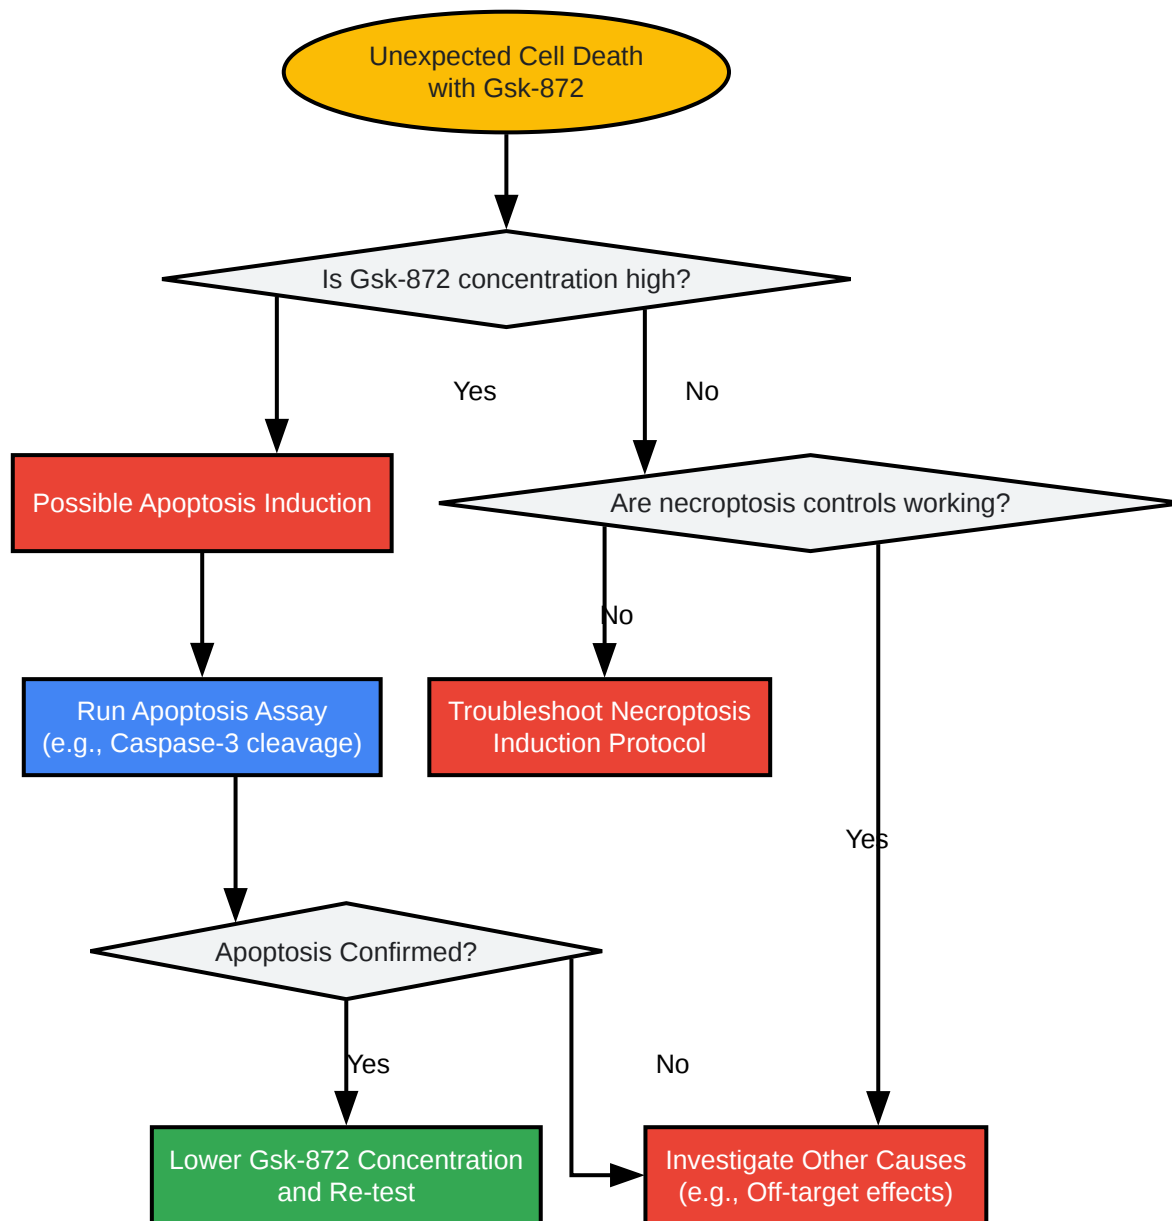 Unexpected Cell Death
with Gsk-872
Is Gsk-872 concentration high?
Yes
No
Possible Apoptosis Induction
Are necroptosis controls working?
No
Run Apoptosis Assay
(e.g., Caspase-3 cleavage)
Troubleshoot Necroptosis
Induction Protocol
Yes
Apoptosis Confirmed?
Yes
No
Lower Gsk-872 Concentration
and Re-test
Investigate Other Causes
(e.g., Off-target effects)